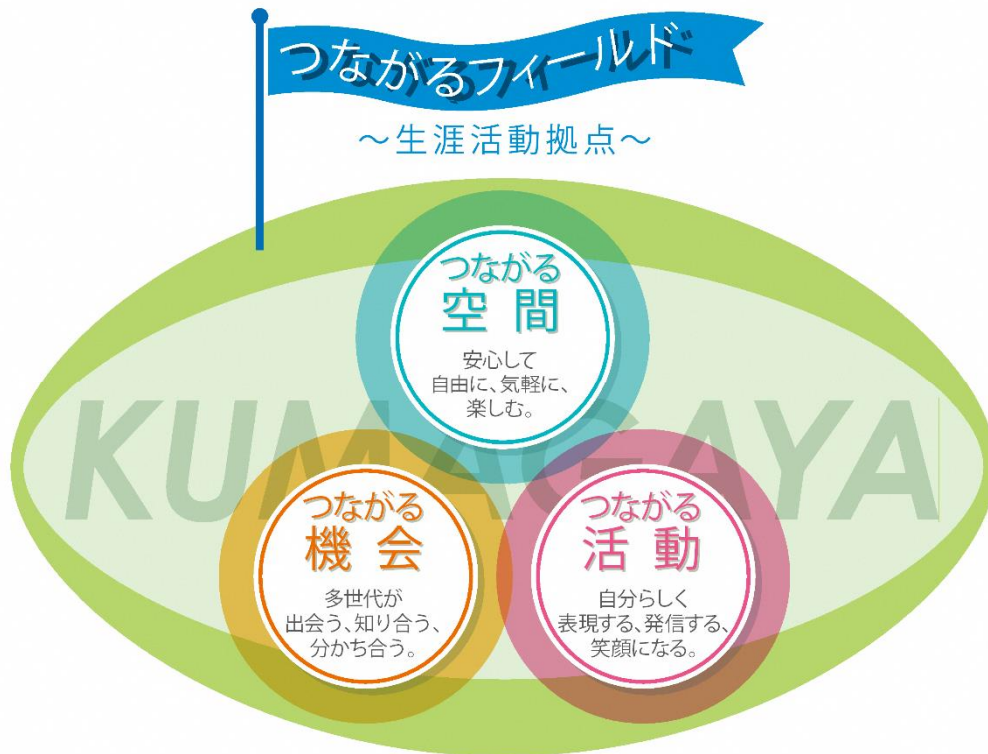 つながるフィールド
～生涯活動拠点～
つながる
空間
安心して
自由に、気軽に、
楽しむ。
KUMAGAYA
つながる
機会
多世代が
出会う、知り合う、
分かち合う。
つながる
活動
自分らしく
表現する、発信する、
笑顔になる。